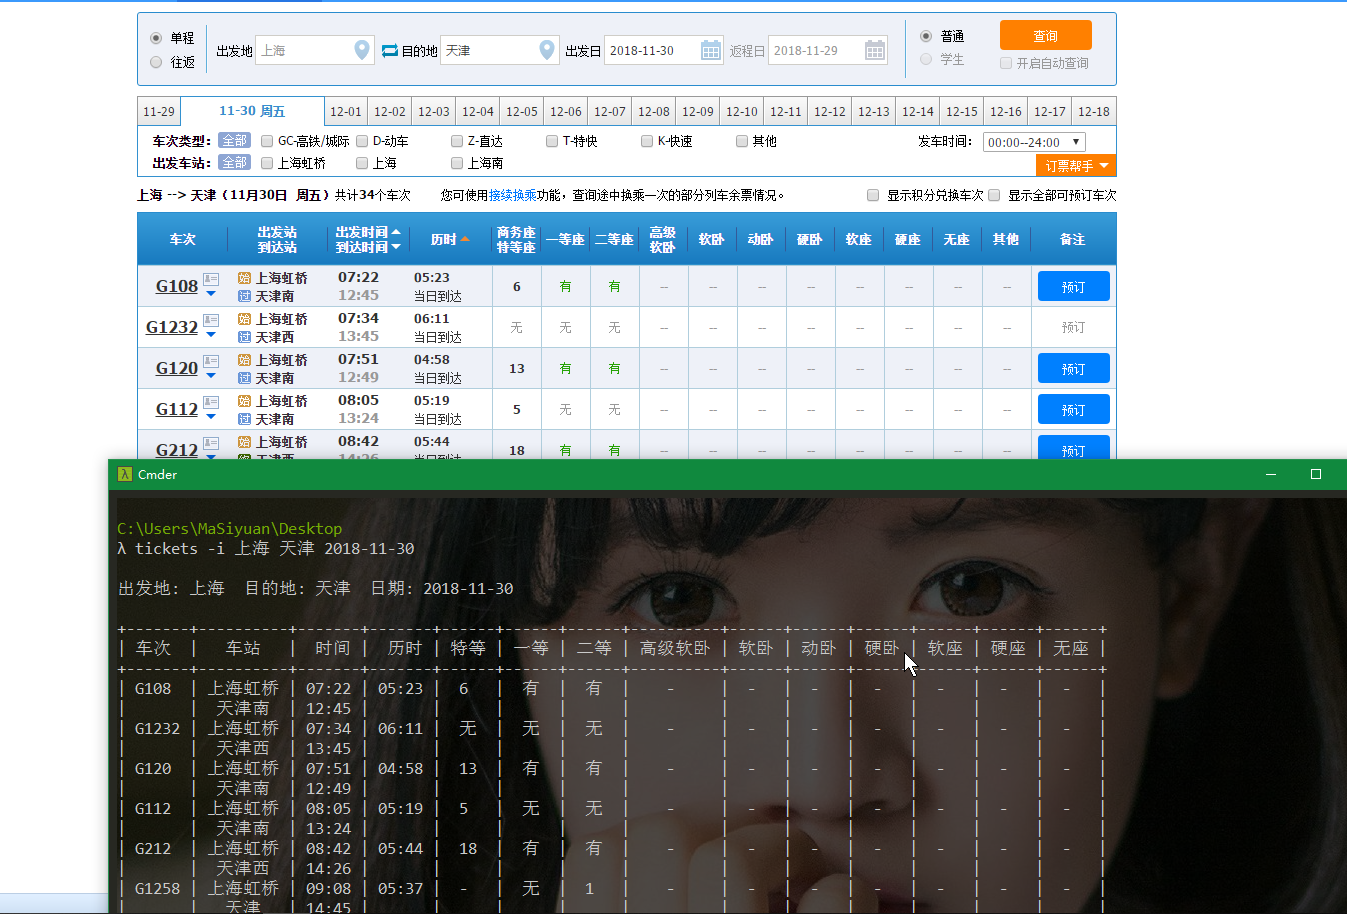 单程
往返
出发地 上海 目的地 天津 出发日 2018-11-30 返程日 2018-11-29
普通
学生
查询
开启自动查询
11-29 11-30 周五 12-01 12-02 12-03 12-04 12-05 12-06 12-07 12-08 12-09 12-10 12-11 12-12 12-13 12-14 12-15 12-16 12-17 12-18
车次类型： 全部 GC-高铁/城际 D-动车 Z-直达 T-特快 K-快速 其他 发车时间： 00:00--24:00
出发车站： 全部 上海虹桥 上海 上海南 订票帮手
上海 --> 天津（11月30日 周五）共计34个车次 您可使用接续换乘功能，查询途中换乘一次的部分列车余票情况。 显示积分兑换车次 显示全部可预订车次
车次 出发站 到达站 出发时间 到达时间 历时 商务座 特等座 一等座 二等座 高级 软卧 软卧 动卧 硬卧 软座 硬座 无座 其他 备注
G108 始 上海虹桥 07:22 05:23 6 有 有 -- -- -- -- -- -- -- -- 预订
过 天津南 12:45 当日到达
G1232 始 上海虹桥 07:34 06:11 无 无 无 -- -- -- -- -- -- -- -- 预订
过 天津西 13:45 当日到达
G120 始 上海虹桥 07:51 04:58 13 有 有 -- -- -- -- -- -- -- -- 预订
过 天津南 12:49 当日到达
G112 始 上海虹桥 08:05 05:19 5 无 无 -- -- -- -- -- -- -- -- 预订
过 天津南 13:24 当日到达
G212 始 上海虹桥 08:42 05:44 18 有 有 -- -- -- -- -- -- -- -- 预订
λ Cmder
C:\Users\MaSiyuan\Desktop
λ tickets -i 上海 天津 2018-11-30
出发地: 上海 目的地: 天津 日期: 2018-11-30
+-------+----------+-------+-------+------+------+------+----------+------+------+------+------+------+------+
| 车次 | 车站 | 时间 | 历时 | 特等 | 一等 | 二等 | 高级软卧 | 软卧 | 动卧 | 硬卧 | 软座 | 硬座 | 无座 |
+-------+----------+-------+-------+------+------+------+----------+------+------+------+------+------+------+
| G108 | 上海虹桥 | 07:22 | 05:23 | 6 | 有 | 有 | - | - | - | - | - | - | - |
| | 天津南 | 12:45 | | | | | | | | | | | |
| G1232 | 上海虹桥 | 07:34 | 06:11 | 无 | 无 | 无 | - | - | - | - | - | - | - |
| | 天津西 | 13:45 | | | | | | | | | | | |
| G120 | 上海虹桥 | 07:51 | 04:58 | 13 | 有 | 有 | - | - | - | - | - | - | - |
| | 天津南 | 12:49 | | | | | | | | | | | |
| G112 | 上海虹桥 | 08:05 | 05:19 | 5 | 无 | 无 | - | - | - | - | - | - | - |
| | 天津南 | 13:24 | | | | | | | | | | | |
| G212 | 上海虹桥 | 08:42 | 05:44 | 18 | 有 | 有 | - | - | - | - | - | - | - |
| | 天津西 | 14:26 | | | | | | | | | | | |
| G1258 | 上海虹桥 | 09:08 | 05:37 | - | 无 | 1 | - | - | - | - | - | - | - |
| | 天津 | 14:45 | | | | | | | | | | | |